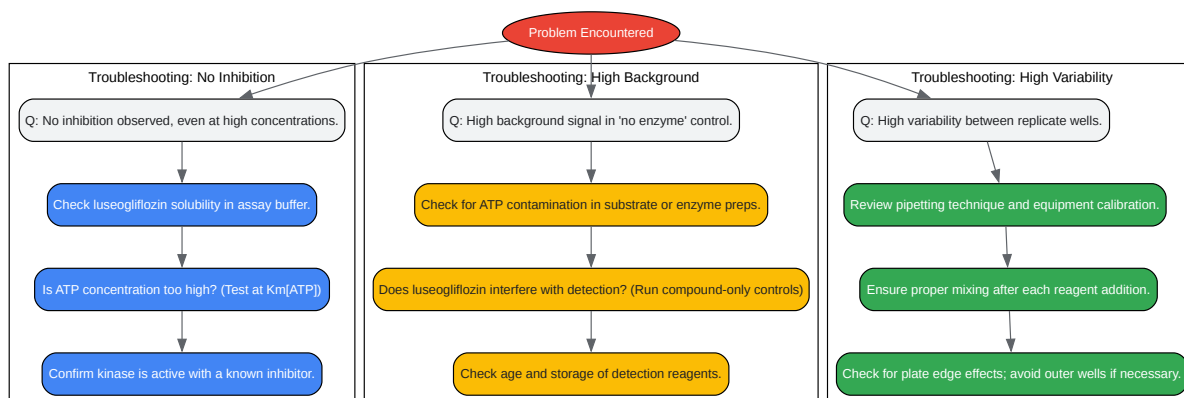 Problem Encountered
Troubleshooting: No Inhibition
Q: No inhibition observed, even at high concentrations.
Check luseogliflozin solubility in assay buffer.
Is ATP concentration too high? (Test at Km[ATP])
Confirm kinase is active with a known inhibitor.
Troubleshooting: High Background
Q: High background signal in 'no enzyme' control.
Check for ATP contamination in substrate or enzyme preps.
Does luseogliflozin interfere with detection? (Run compound-only controls)
Check age and storage of detection reagents.
Troubleshooting: High Variability
Q: High variability between replicate wells.
Review pipetting technique and equipment calibration.
Ensure proper mixing after each reagent addition.
Check for plate edge effects; avoid outer wells if necessary.